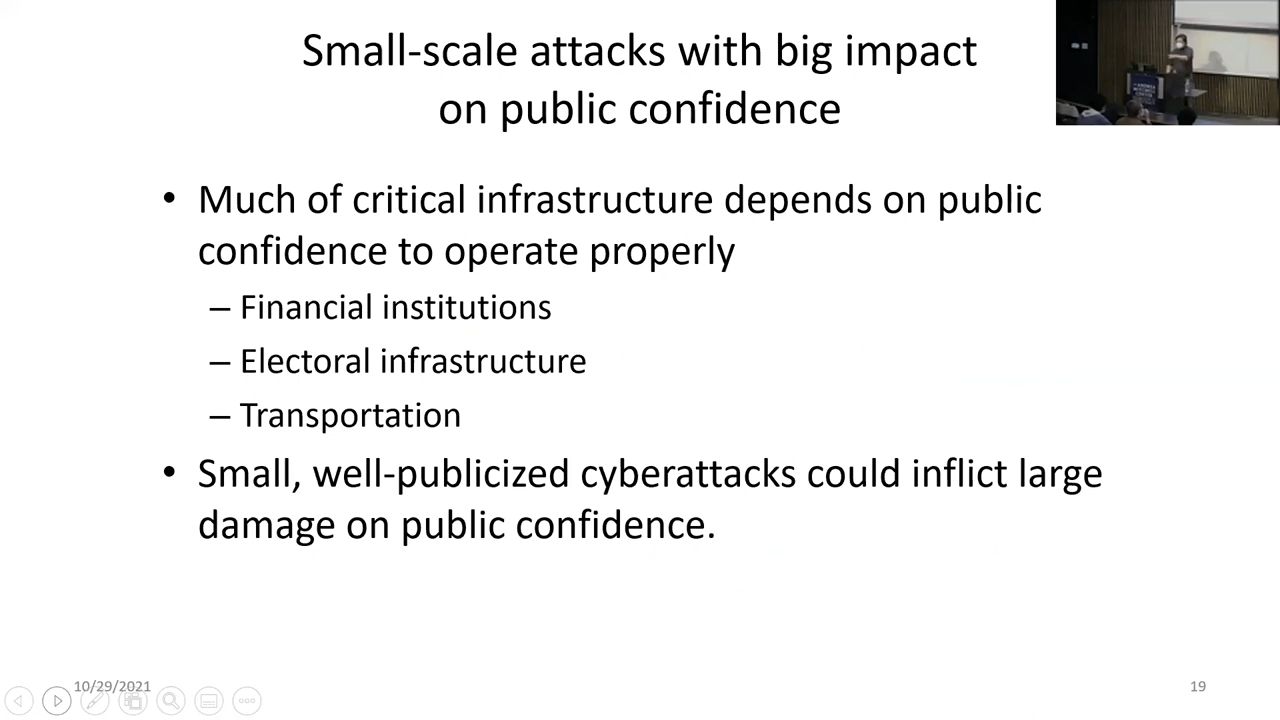 Small-scale attacks with big impact
on public confidence
• Much of critical infrastructure depends on public
confidence to operate properly
– Financial institutions
– Electoral infrastructure
– Transportation
• Small, well-publicized cyberattacks could inflict large
damage on public confidence.
10/29/2021
19